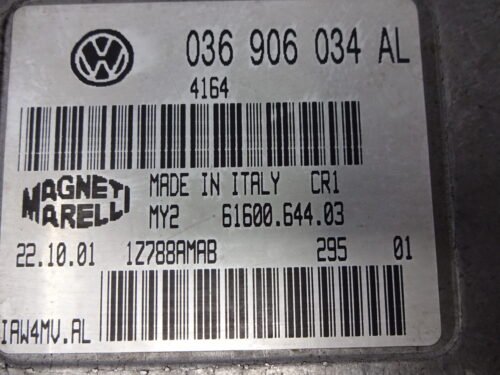 036 906 034 AL
4164
MAGNETI MARELLI
MADE IN ITALY CR1
MY2 61600.644.03
22.10.01 1Z788AMAB 295 01
IAW4MV.AL